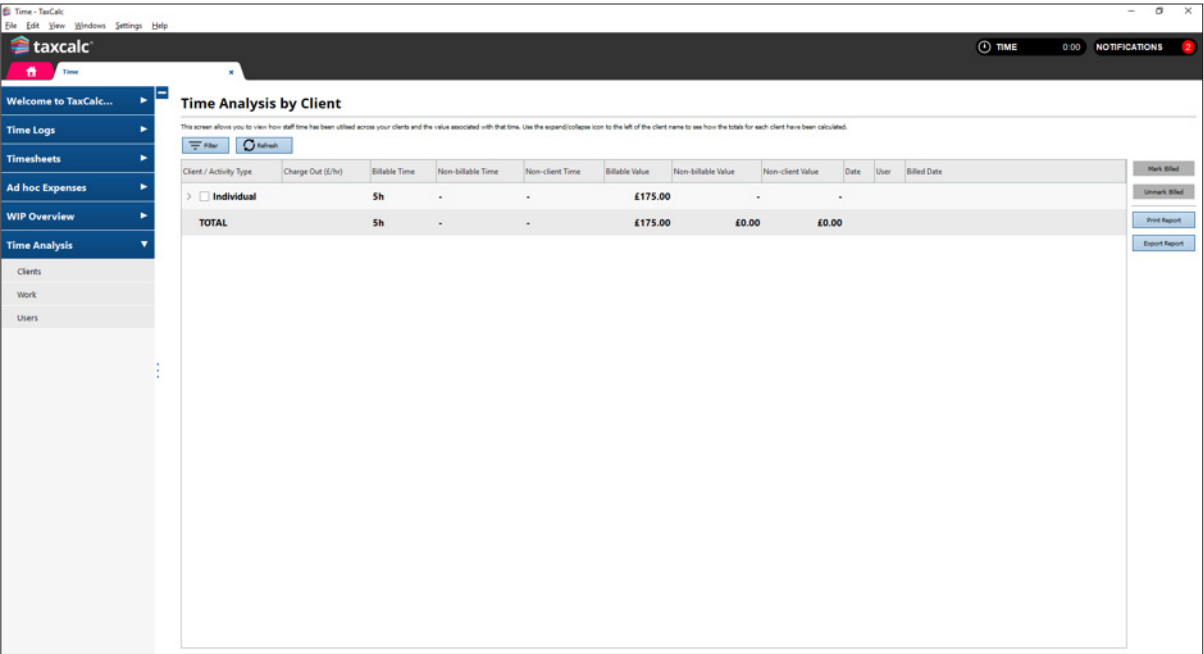 Time - TaxCalc
File Edit View Windows Settings Help
taxcalc
TIME 0:00 NOTIFICATIONS 2
Time
Welcome to TaxCalc...
Time Logs
Timesheets
Ad hoc Expenses
WIP Overview
Time Analysis
Clients
Work
Users
Time Analysis by Client
This screen allows you to view how staff time has been utilised across your clients and the value associated with that time. Use the expand/collapse icon to the left of the client name to see how the totals for each client have been calculated.
Filter Refresh
Client / Activity Type Charge Out (£/hr) Billable Time Non-billable Time Non-client Time Billable Value Non-billable Value Non-client Value Date User Billed Date
Individual 5h - - £175.00 - -
TOTAL 5h - - £175.00 £0.00 £0.00
Mark Billed
Unmark Billed
Print Report
Export Report